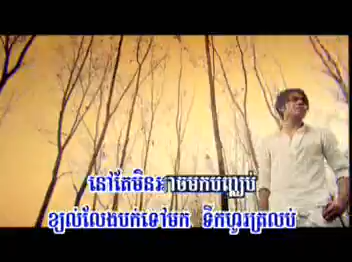 នៅតែមិនអាចមកបញ្ឈប់
ខ្យល់លែងបក់ទៅមក ទឹកហូរត្រលប់